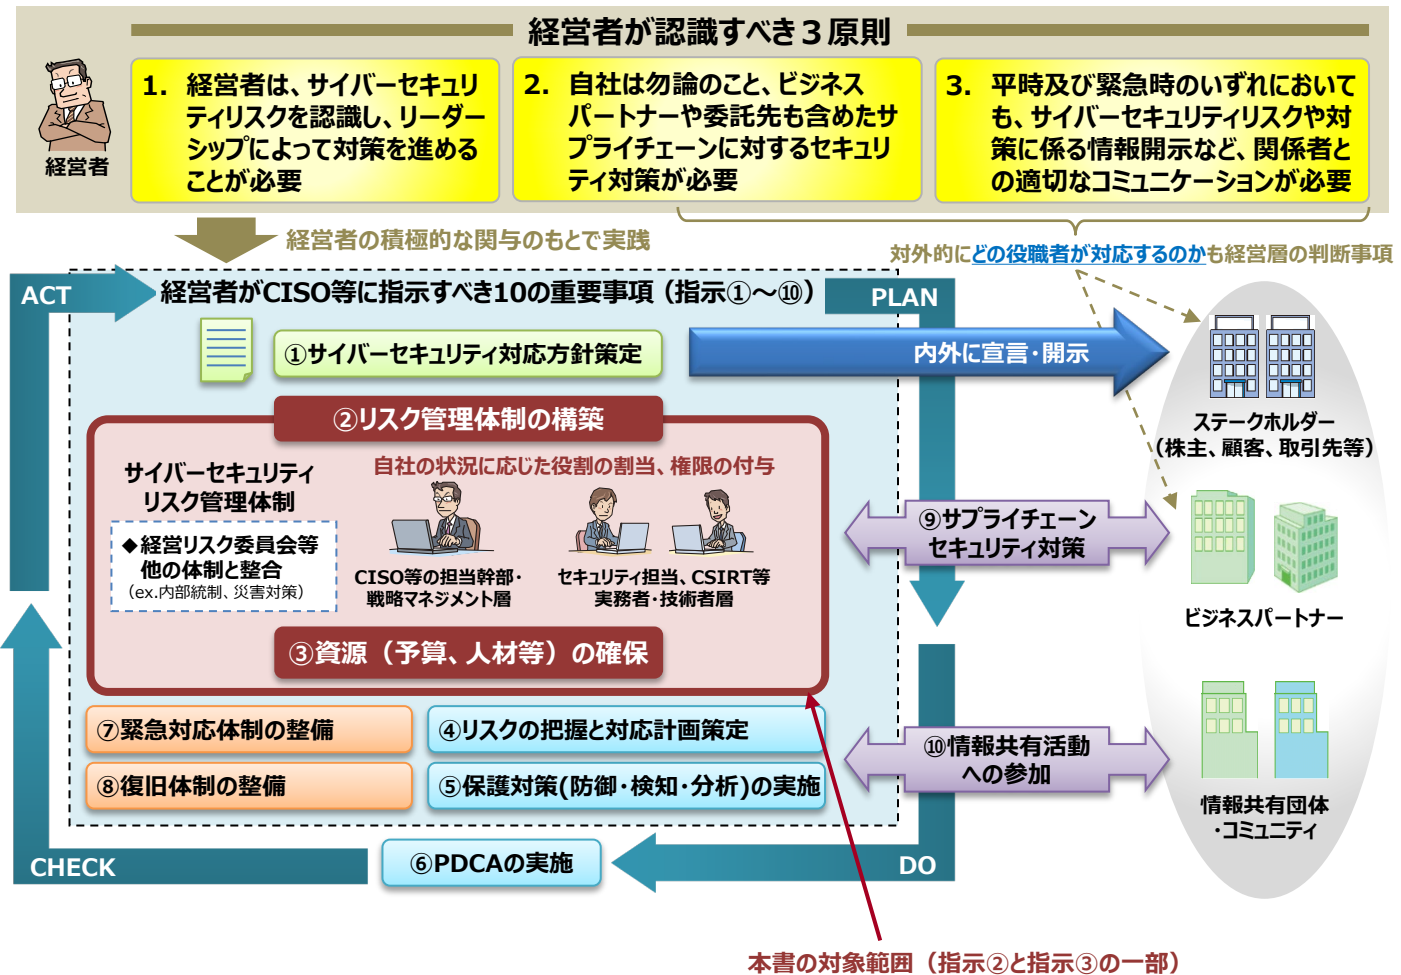 経営者が認識すべき３原則
経営者
1. 経営者は、サイバーセキュリ
ティリスクを認識し、リーダー
シップによって対策を進める
ことが必要
2. 自社は勿論のこと、ビジネス
パートナーや委託先も含めたサ
プライチェーンに対するセキュリ
ティ対策が必要
3. 平時及び緊急時のいずれにおいて
も、サイバーセキュリティリスクや対
策に係る情報開示など、関係者と
の適切なコミュニケーションが必要
経営者の積極的な関与のもとで実践
対外的にどの役職者が対応するのかも経営層の判断事項
ACT
経営者がCISO等に指示すべき10の重要事項（指示①～⑩）
PLAN
①サイバーセキュリティ対応方針策定
内外に宣言・開示
ステークホルダー
（株主、顧客、取引先等）
②リスク管理体制の構築
サイバーセキュリティ
リスク管理体制
自社の状況に応じた役割の割当、権限の付与
◆経営リスク委員会等
他の体制と整合
（ex.内部統制、災害対策）
CISO等の担当幹部・
戦略マネジメント層
セキュリティ担当、CSIRT等
実務者・技術者層
⑨サプライチェーン
セキュリティ対策
ビジネスパートナー
③資源（予算、人材等）の確保
⑦緊急対応体制の整備
④リスクの把握と対応計画策定
⑧復旧体制の整備
⑤保護対策(防御・検知・分析)の実施
⑩情報共有活動
への参加
情報共有団体
・コミュニティ
CHECK
⑥PDCAの実施
DO
本書の対象範囲（指示②と指示③の一部）